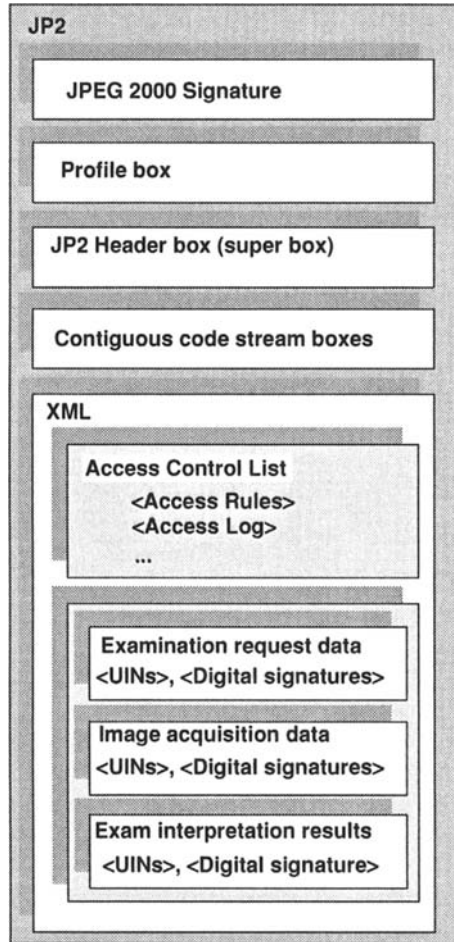 JP2
JPEG 2000 Signature
Profile box
JP2 Header box (super box)
Contiguous code stream boxes
XML
Access Control List
<Access Rules>
<Access Log>
...
Examination request data
<UINs>, <Digital signatures>
Image acquisition data
<UINs>, <Digital signatures>
Exam interpretation results
<UINs>, <Digital signature>